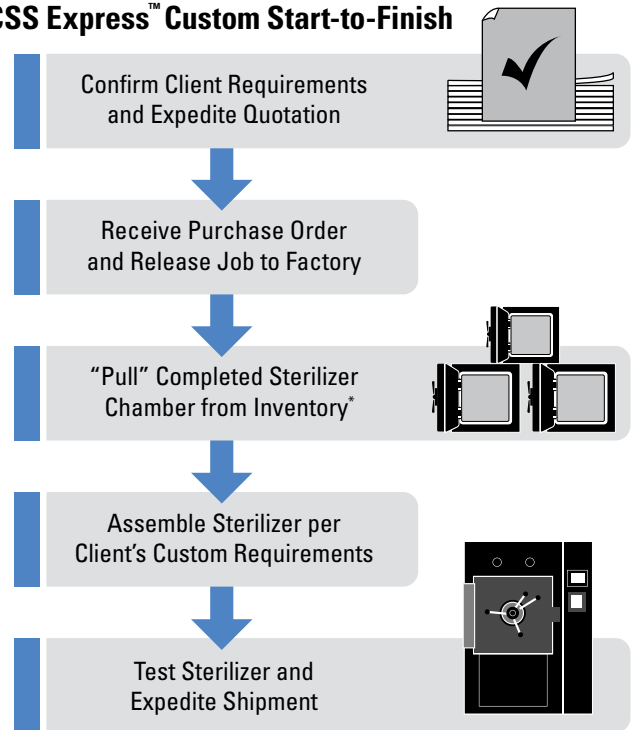 CSS Express™ Custom Start-to-Finish
Confirm Client Requirements
and Expedite Quotation
Receive Purchase Order
and Release Job to Factory
“Pull” Completed Sterilizer
Chamber from Inventory*
Assemble Sterilizer per
Client’s Custom Requirements
Test Sterilizer and
Expedite Shipment